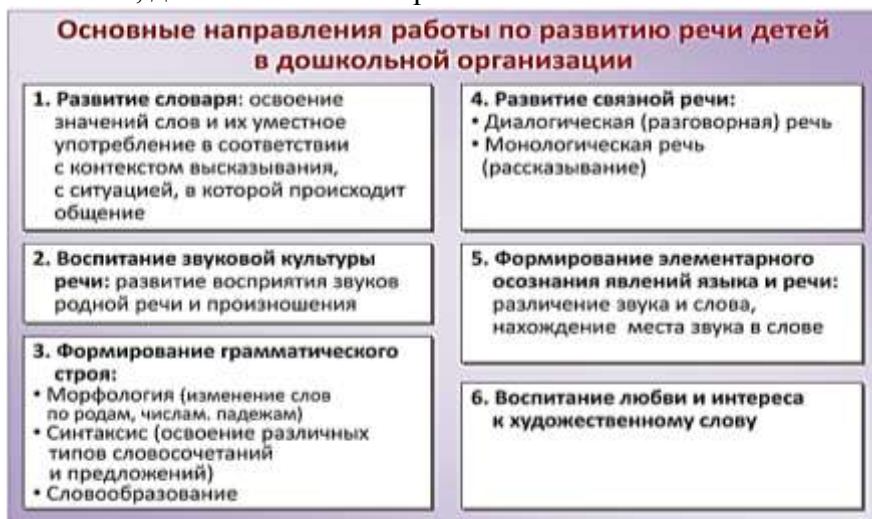 Основные направления работы по развитию речи детей
в дошкольной организации
1. Развитие словаря: освоение
значений слов и их уместное
употребление в соответствии
с контекстом высказывания,
с ситуацией, в которой происходит
общение
2. Воспитание звуковой культуры
речи: развитие восприятия звуков
родной речи и произношения
3. Формирование грамматического
строя:
• Морфология (изменение слов
по родам, числам. падежам)
• Синтаксис (освоение различных
типов словосочетаний
и предложений)
• Словообразование
4. Развитие связной речи:
• Диалогическая (разговорная) речь
• Монологическая речь
(рассказывание)
5. Формирование элементарного
осознания явлений языка и речи:
различение звука и слова,
нахождение места звука в слове
6. Воспитание любви и интереса
к художественному слову